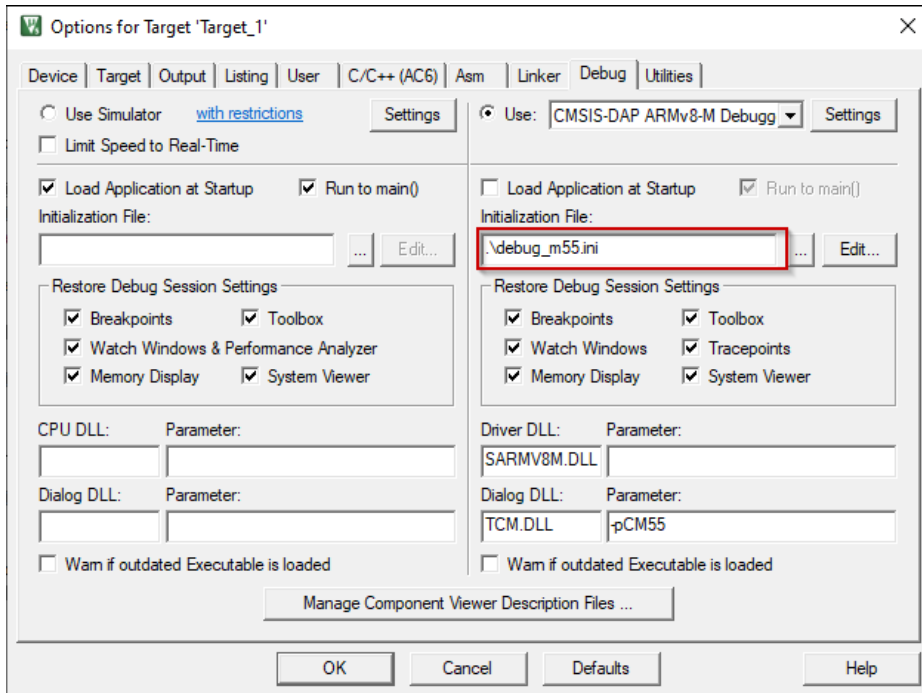 Options for Target 'Target_1'
Device Target Output Listing User C/C++ (AC6) Asm Linker Debug Utilities
Use Simulator with restrictions Settings
Limit Speed to Real-Time
Load Application at Startup Run to main()
Initialization File:
... Edit...
Restore Debug Session Settings
Breakpoints Toolbox
Watch Windows & Performance Analyzer
Memory Display System Viewer
CPU DLL: Parameter:
Dialog DLL: Parameter:
Warn if outdated Executable is loaded
Use: CMSIS-DAP ARMv8-M Debugg Settings
Load Application at Startup Run to main()
Initialization File:
.\debug_m55.ini ... Edit...
Restore Debug Session Settings
Breakpoints Toolbox
Watch Windows Tracepoints
Memory Display System Viewer
Driver DLL: Parameter:
SARMV8M.DLL
Dialog DLL: Parameter:
TCM.DLL -pCM55
Warn if outdated Executable is loaded
Manage Component Viewer Description Files ...
OK Cancel Defaults Help